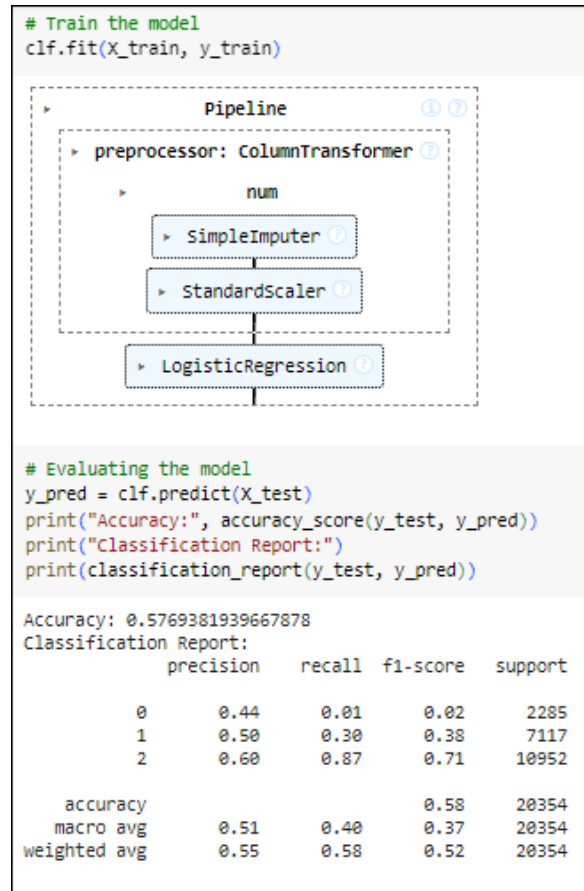 # Train the model
clf.fit(X_train, y_train)
Pipeline
preprocessor: ColumnTransformer
num
SimpleImputer
StandardScaler
LogisticRegression
# Evaluating the model
y_pred = clf.predict(X_test)
print("Accuracy:", accuracy_score(y_test, y_pred))
print("Classification Report:")
print(classification_report(y_test, y_pred))
Accuracy: 0.5769381939667878
Classification Report:
precision recall f1-score support
0 0.44 0.01 0.02 2285
1 0.50 0.30 0.38 7117
2 0.60 0.87 0.71 10952
accuracy 0.58 20354
macro avg 0.51 0.40 0.37 20354
weighted avg 0.55 0.58 0.52 20354